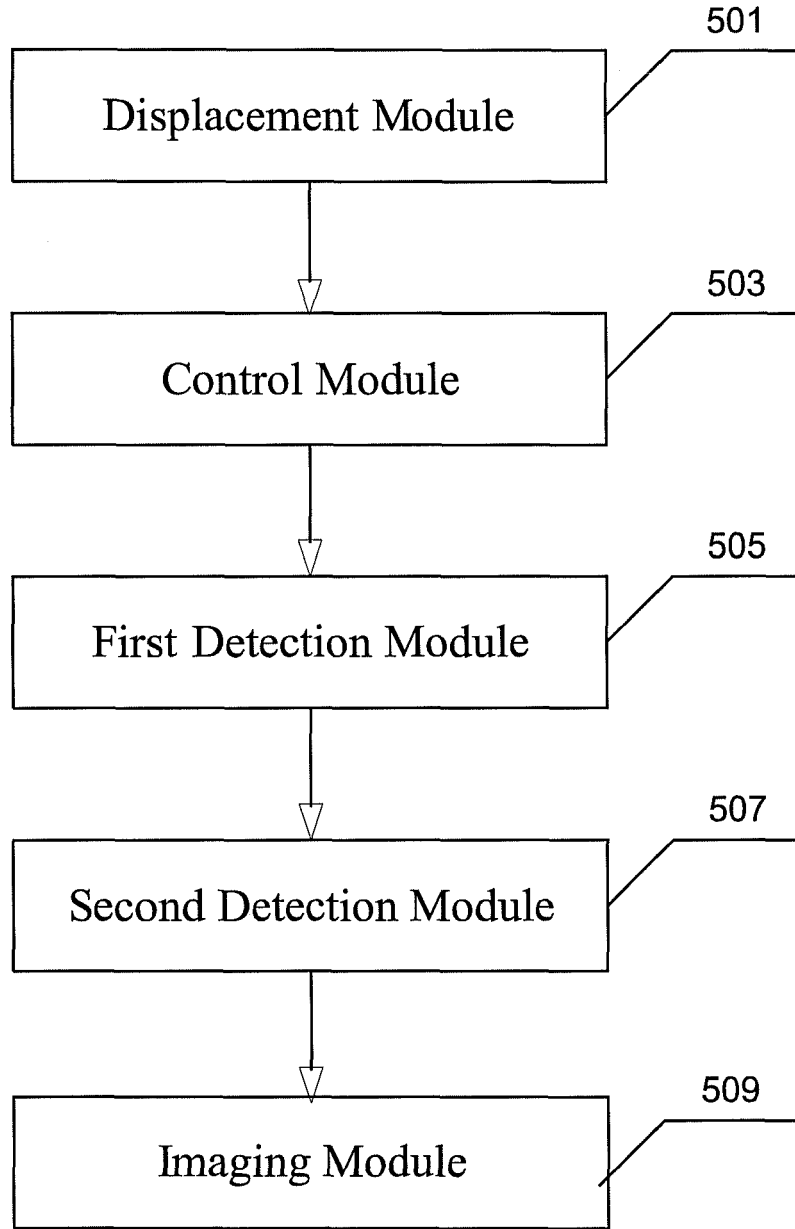 501
Displacement Module
503
Control Module
505
First Detection Module
507
Second Detection Module
509
Imaging Module